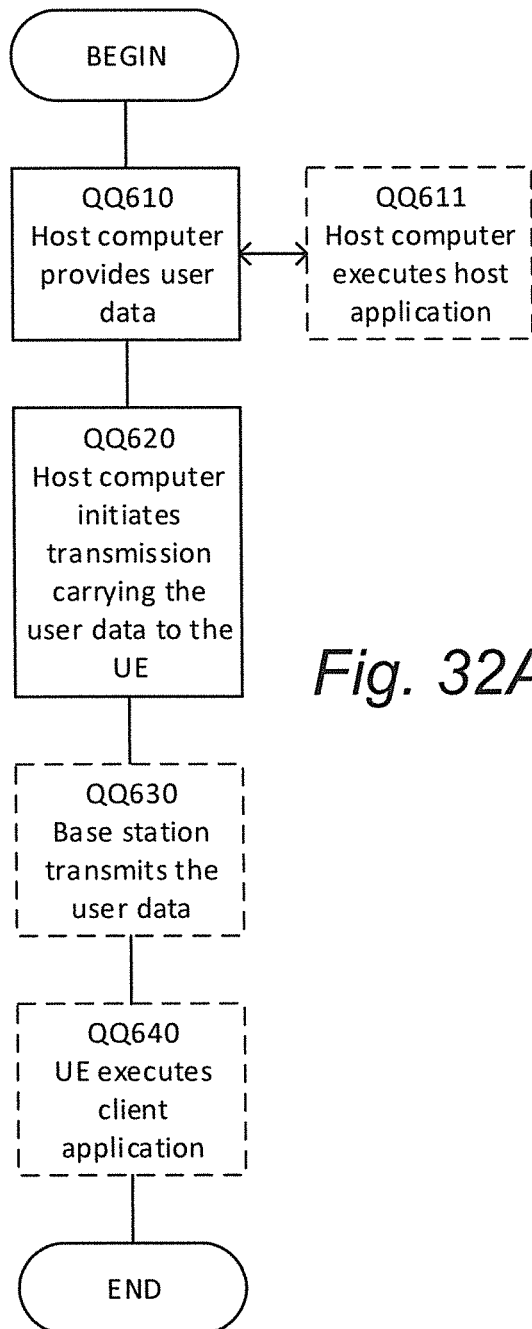 BEGIN
QQ610
Host computer
provides user
data
QQ611
Host computer
executes host
application
QQ620
Host computer
initiates
transmission
carrying the
user data to the
UE
Fig. 32A
QQ630
Base station
transmits the
user data
QQ640
UE executes
client
application
END